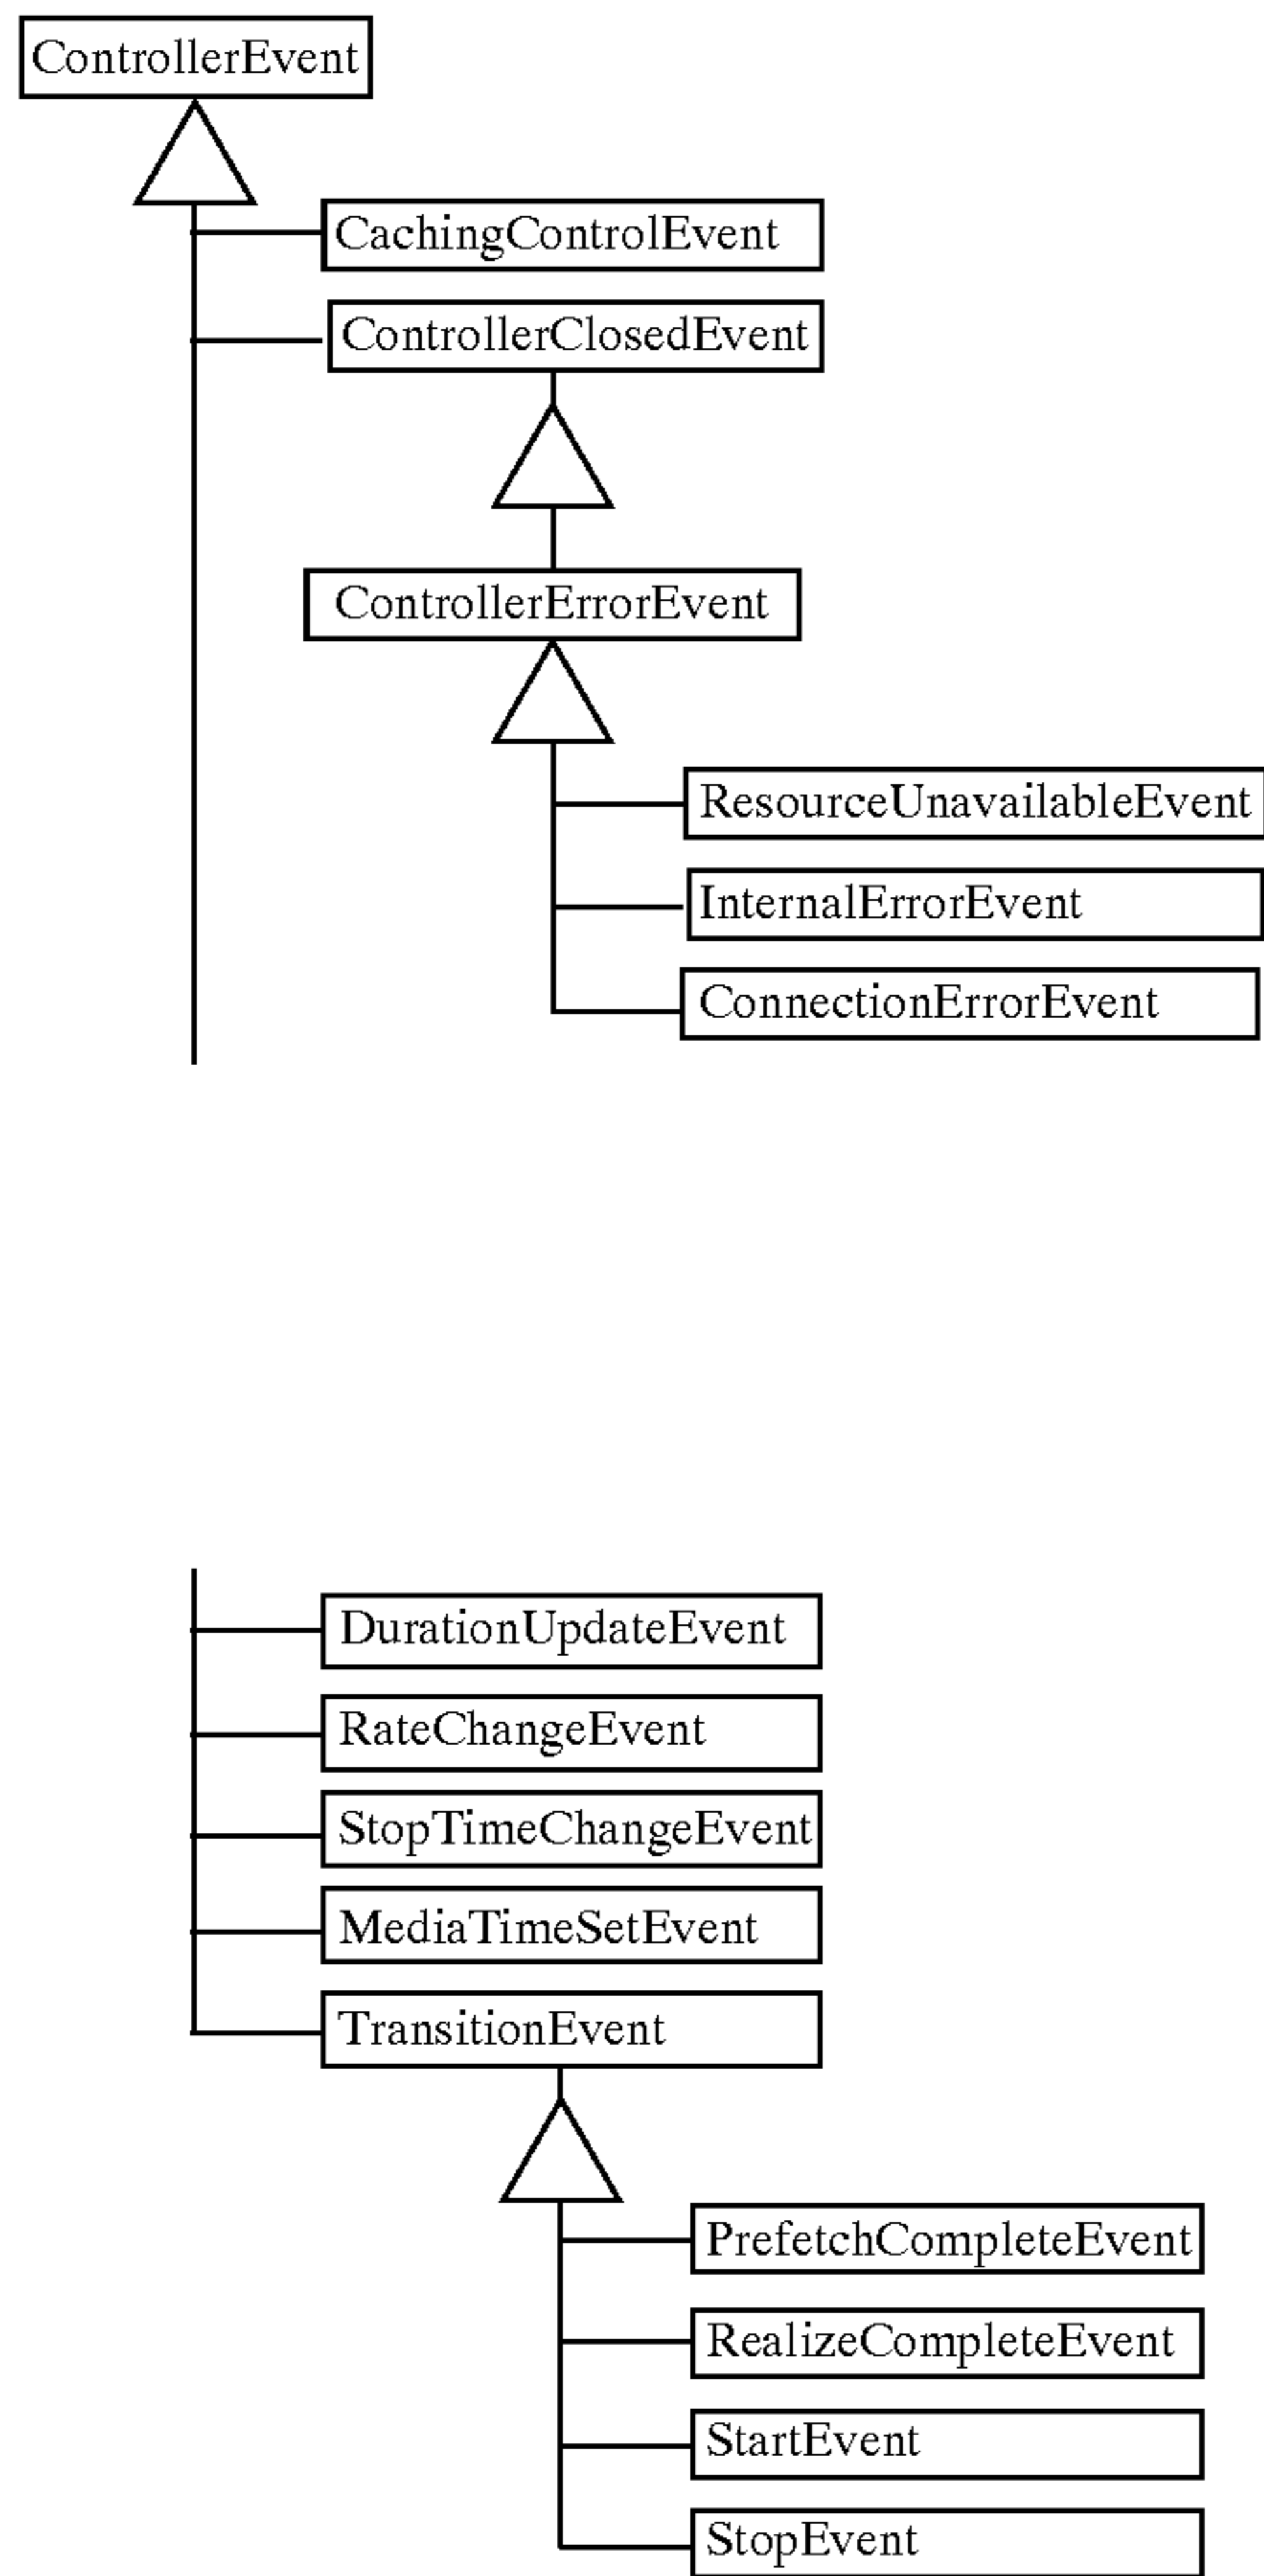 ControllerEvent
CachingControlEvent
ControllerClosedEvent
ControllerErrorEvent
ResourceUnavailableEvent
InternalErrorEvent
ConnectionErrorEvent
DurationUpdateEvent
RateChangeEvent
StopTimeChangeEvent
MediaTimeSetEvent
TransitionEvent
PrefetchCompleteEvent
RealizeCompleteEvent
StartEvent
StopEvent